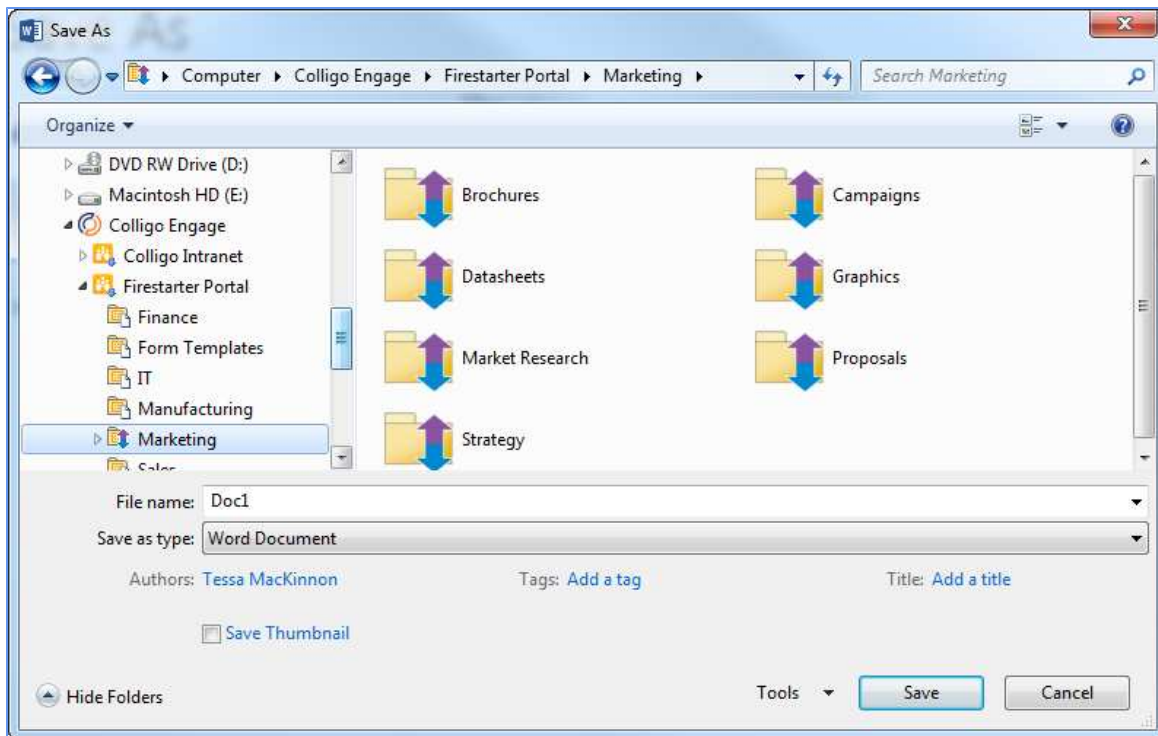 Save As
Computer ▸ Colligo Engage ▸ Firestarter Portal ▸ Marketing ▸
Search Marketing
Organize
DVD RW Drive (D:)
Macintosh HD (E:)
Colligo Engage
Colligo Intranet
Firestarter Portal
Finance
Form Templates
IT
Manufacturing
Marketing
Sales
Brochures
Campaigns
Datasheets
Graphics
Market Research
Proposals
Strategy
File name: Doc1
Save as type: Word Document
Authors: Tessa MacKinnon Tags: Add a tag Title: Add a title
Save Thumbnail
Hide Folders Tools Save Cancel